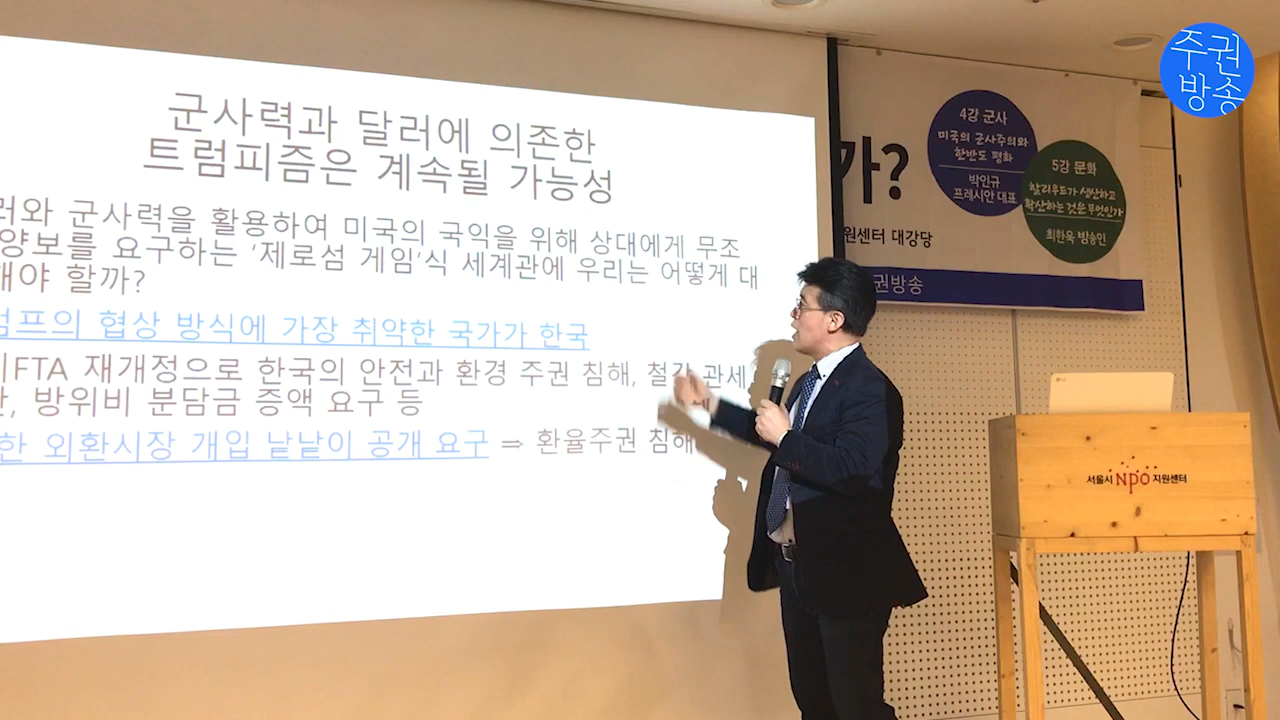 군사력과 달러에 의존한
트럼피즘은 계속될 가능성
러와 군사력을 활용하여 미국의 국익을 위해 상대에게 무조
양보를 요구하는 ‘제로섬 게임’식 세계관에 우리는 어떻게 대
해야 할까?
럼프의 협상 방식에 가장 취약한 국가가 한국
FTA 재개정으로 한국의 안전과 환경 주권 침해, 철강 관세
방위비 분담금 증액 요구 등
한 외환시장 개입 낱낱이 공개 요구 ⇒ 환율주권 침해
가?
원센터 대강당
권방송
4강 군사
미국의 군사주의와
한반도 평화
박인규
프레시안 대표
5강 문화
할리우드가 생산하고
확산하는 것은 무엇인가
최한욱 방송인
주권
방송
서울시 npo 지원센터